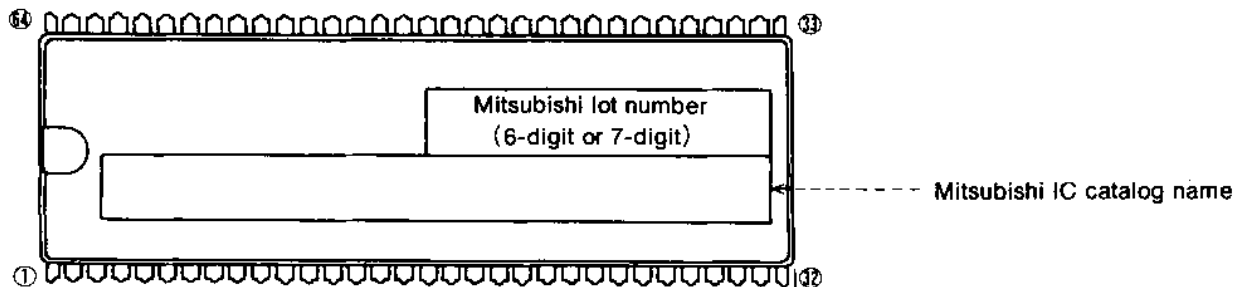 64 33
Mitsubishi lot number
(6-digit or 7-digit)
Mitsubishi IC catalog name
1 32